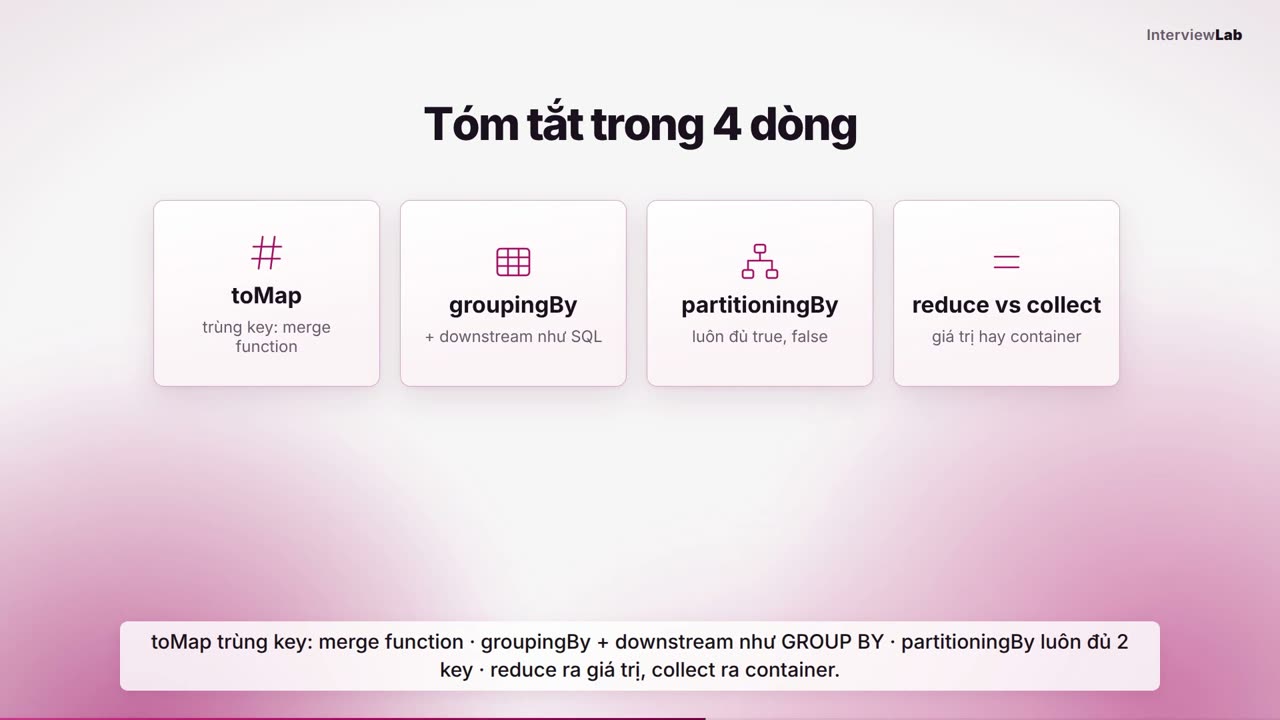 InterviewLab
Tóm tắt trong 4 dòng
toMap
trùng key: merge
function
groupingBy
+ downstream như SQL
partitioningBy
luôn đủ true, false
reduce vs collect
giá trị hay container
toMap trùng key: merge function · groupingBy + downstream như GROUP BY · partitioningBy luôn đủ 2
key · reduce ra giá trị, collect ra container.